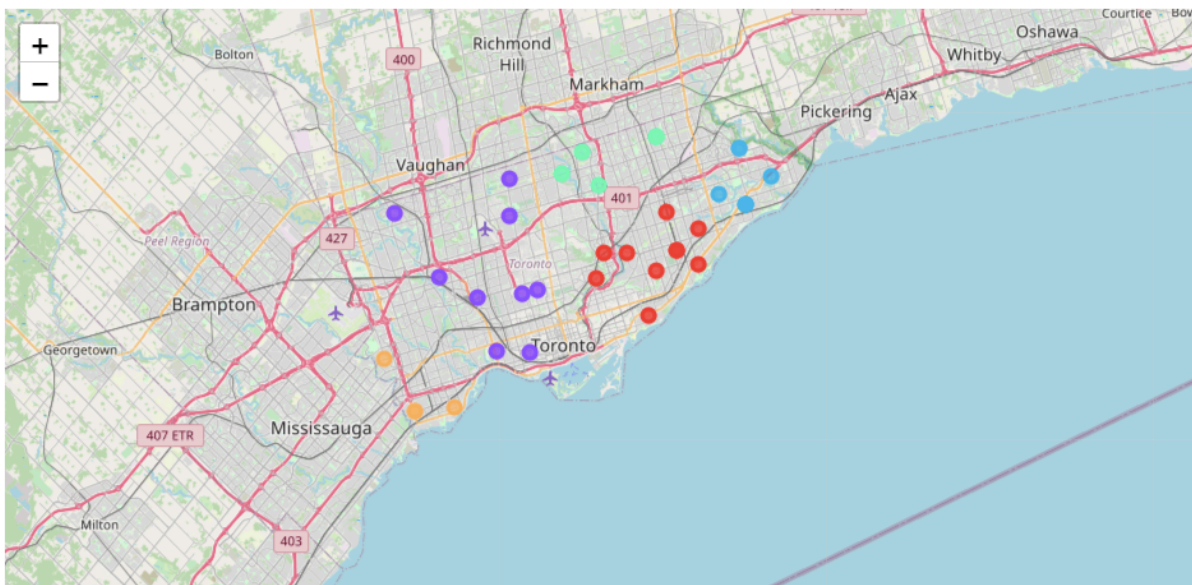 +
−
Bolton
400
Richmond
Hill
Markham
Courtice
Oshawa
Whitby
Ajax
Pickering
Vaughan
401
427
Peel Region
Toronto
Brampton
Georgetown
Toronto
Mississauga
407 ETR
Milton
403